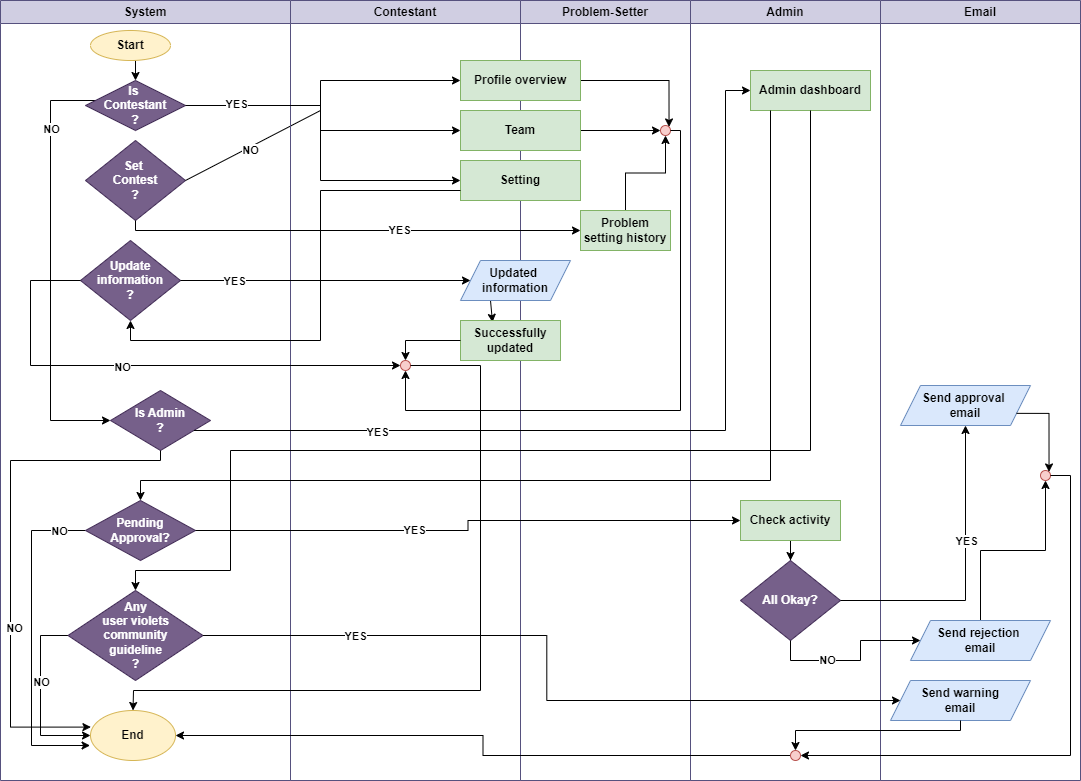 System
Contestant
Problem-Setter
Admin
Email
Start
Is
Contestant
?
YES
NO
Profile overview
Admin dashboard
Team
Set
Contest
?
NO
Setting
YES
Problem
setting history
Update
information
?
YES
Updated
information
Successfully
updated
NO
Is Admin
?
YES
Send approval
email
Pending
Approval?
NO
YES
Check activity
YES
All Okay?
Any
user violets
community
guideline
?
YES
NO
NO
NO
Send rejection
email
Send warning
email
End